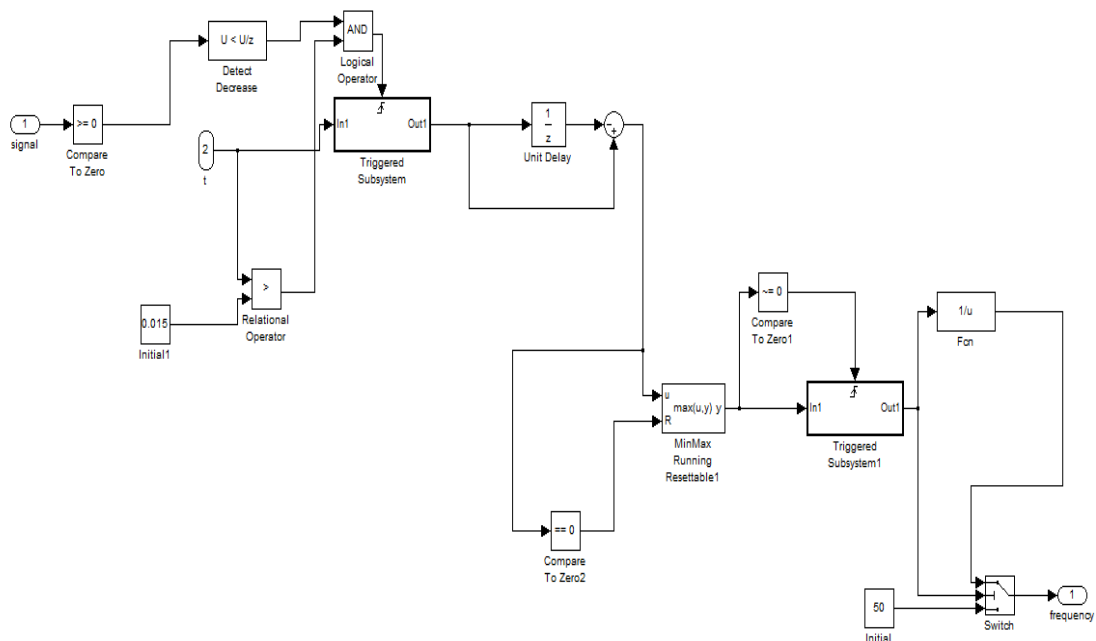 U < U/z
Detect
Decrease
AND
Logical
Operator
1
signal
>= 0
Compare
To Zero
2
t
In1
Out1
Triggered
Subsystem
1
z
Unit Delay
-
+
>
Relational
Operator
0.015
Initial1
~= 0
Compare
To Zero1
1/u
Fcn
u
R
max(u,y) y
MinMax
Running
Resettable1
In1
Out1
Triggered
Subsystem1
== 0
Compare
To Zero2
50
Initial
Switch
1
frequency